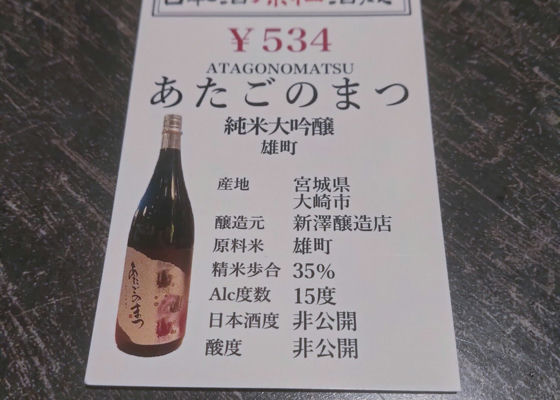 ¥534
ATAGONOMATSU
あたごのまつ
純米大吟醸
雄町
産地 宮城県
大崎市
醸造元 新澤醸造店
原料米 雄町
精米歩合 35%
Alc度数 15度
日本酒度 非公開
酸度 非公開
あたごのまつ